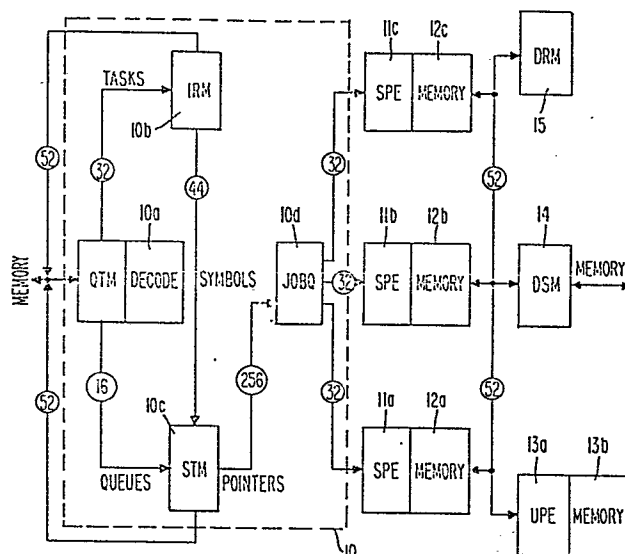 11c
12c
TASKS
IRM
10b
SPE
MEMORY
DRM
15
52
32
44
32
52
10a
10d
11b
12b
14
MEMORY
QTM
DECODE
SYMBOLS
JOBQ
32
SPE
MEMORY
DSM
MEMORY
16
256
32
52
52
10c
11a
12a
QUEUES
STM
POINTERS
SPE
MEMORY
13a
13b
UPE
MEMORY
10